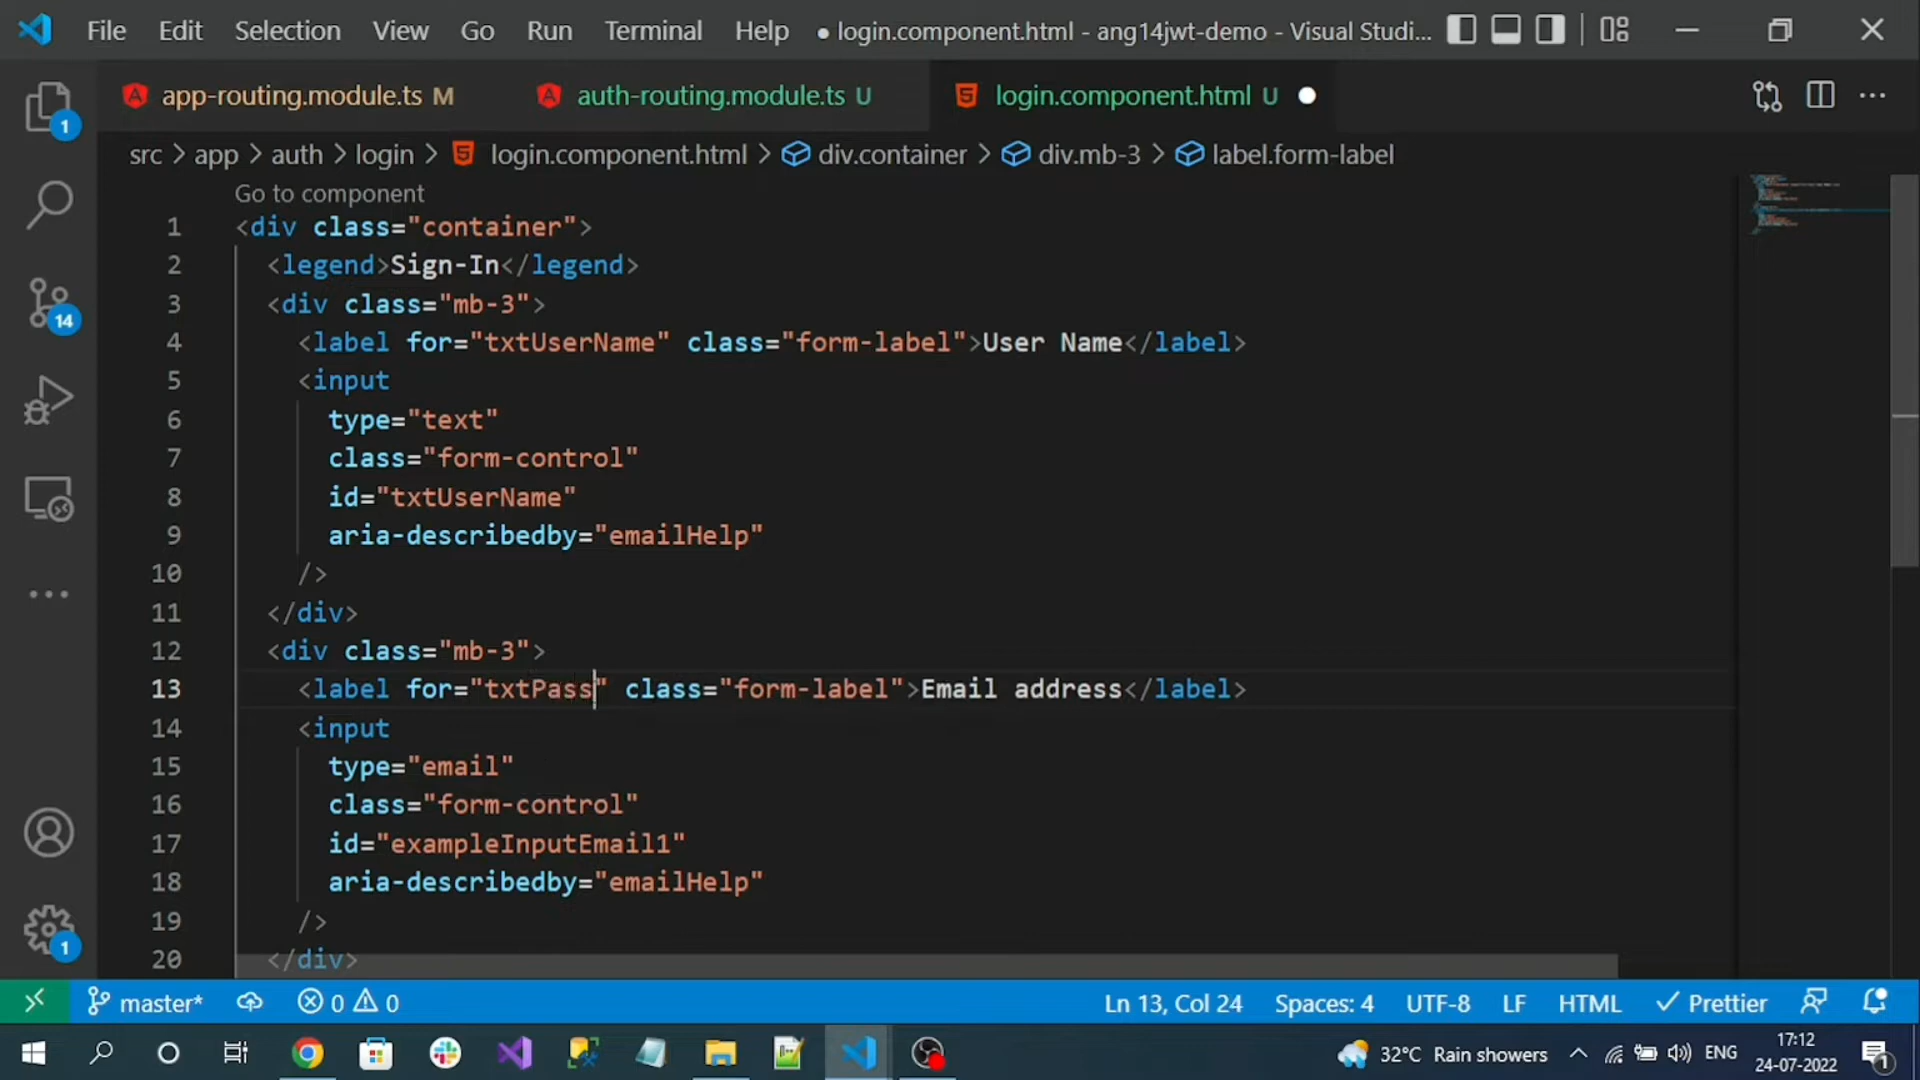 File Edit Selection View Go Run Terminal Help ● login.component.html - ang14jwt-demo - Visual Studi...
app-routing.module.ts M auth-routing.module.ts U login.component.html U
src > app > auth > login > login.component.html > div.container > div.mb-3 > label.form-label
Go to component
1 <div class="container">
2 <legend>Sign-In</legend>
3 <div class="mb-3">
4 <label for="txtUserName" class="form-label">User Name</label>
5 <input
6 type="text"
7 class="form-control"
8 id="txtUserName"
9 aria-describedby="emailHelp"
10 />
11 </div>
12 <div class="mb-3">
13 <label for="txtPass" class="form-label">Email address</label>
14 <input
15 type="email"
16 class="form-control"
17 id="exampleInputEmail1"
18 aria-describedby="emailHelp"
19 />
20 </div>
1
14
1
master* 0 0 Ln 13, Col 24 Spaces: 4 UTF-8 LF HTML Prettier
32°C Rain showers ENG 17:12
24-07-2022
1